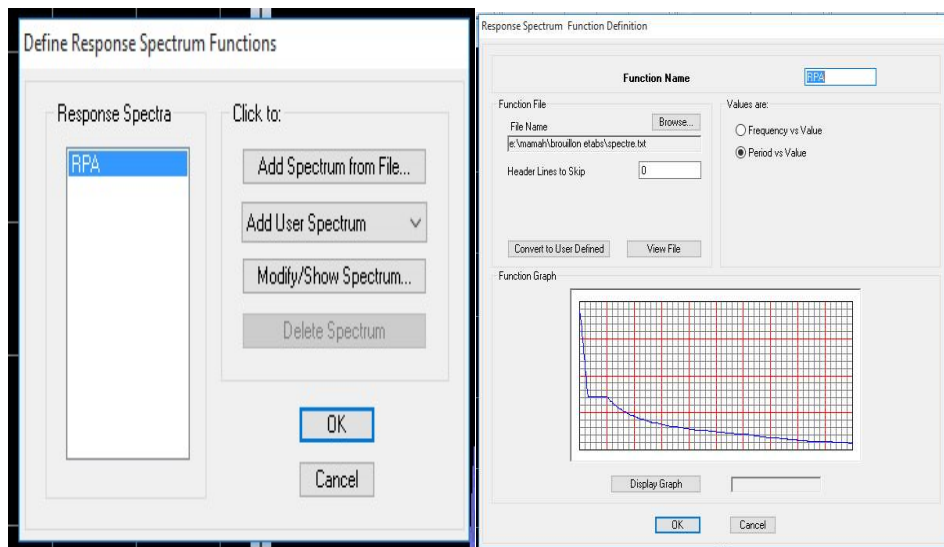 Define Response Spectrum Functions
Response Spectra
RPA
Click to:
Add Spectrum from File...
Add User Spectrum
Modify/Show Spectrum...
Delete Spectrum
OK
Cancel
Response Spectrum Function Definition
Function Name
RPA
Function File
File Name
Browse...
e:\mamah\brouillon etabs\spectre.txt
Header Lines to Skip
0
Convert to User Defined
View File
Values are:
Frequency vs Value
Period vs Value
Function Graph
Display Graph
OK
Cancel